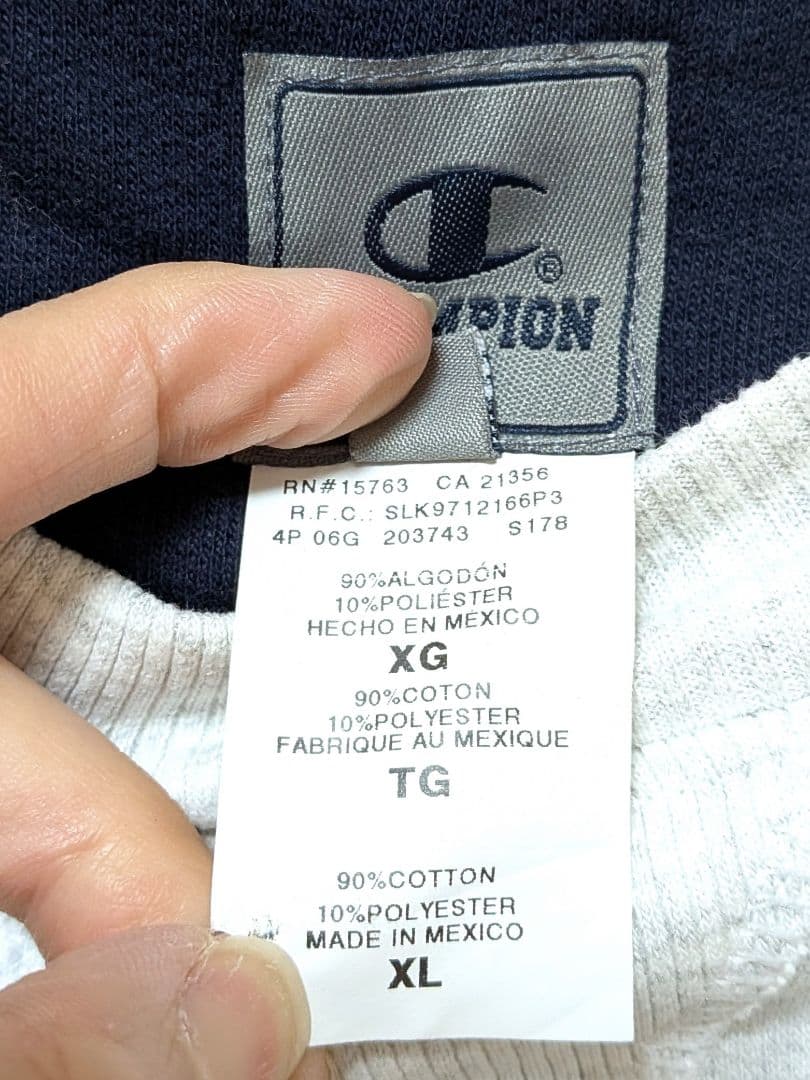 ®
RN#15763 CA 21356
R.F.C.: SLK9712166P3
4P 06G 203743 S178
90%ALGODÓN
10%POLIÉSTER
HECHO EN MÉXICO
XG
90%COTON
10%POLYESTER
FABRIQUE AU MEXIQUE
TG
90%COTTON
10%POLYESTER
MADE IN MEXICO
XL